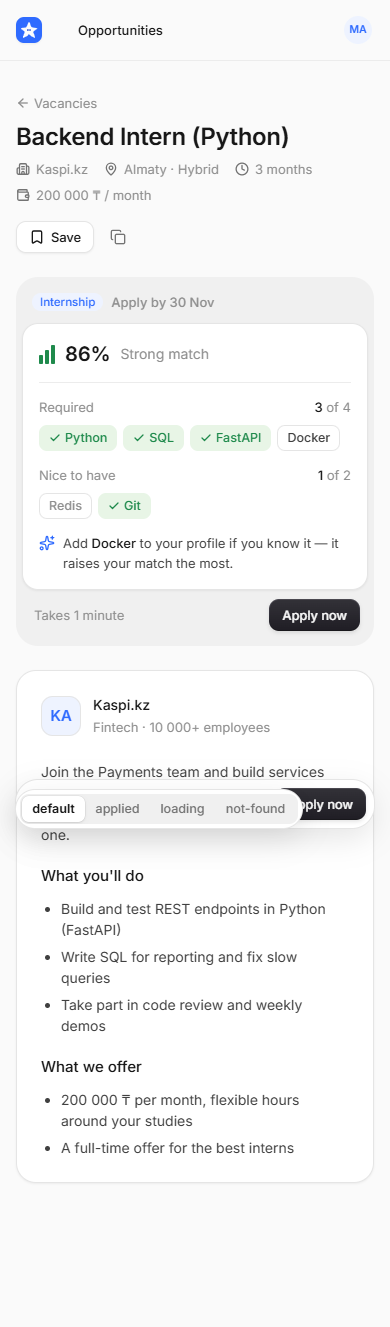 Opportunities
MA
Vacancies
Backend Intern (Python)
Kaspi.kz
Almaty · Hybrid
3 months
200 000 ₸ / month
Save
Internship
Apply by 30 Nov
86% Strong match
Required
3 of 4
Python
SQL
FastAPI
Docker
Nice to have
1 of 2
Redis
Git
Add Docker to your profile if you know it — it
raises your match the most.
Takes 1 minute
Apply now
KA
Kaspi.kz
Fintech · 10 000+ employees
Join the Payments team and build services
default
applied
loading
not-found
now
one.
What you'll do
Build and test REST endpoints in Python
(FastAPI)
Write SQL for reporting and fix slow
queries
Take part in code review and weekly
demos
What we offer
200 000 ₸ per month, flexible hours
around your studies
A full-time offer for the best interns